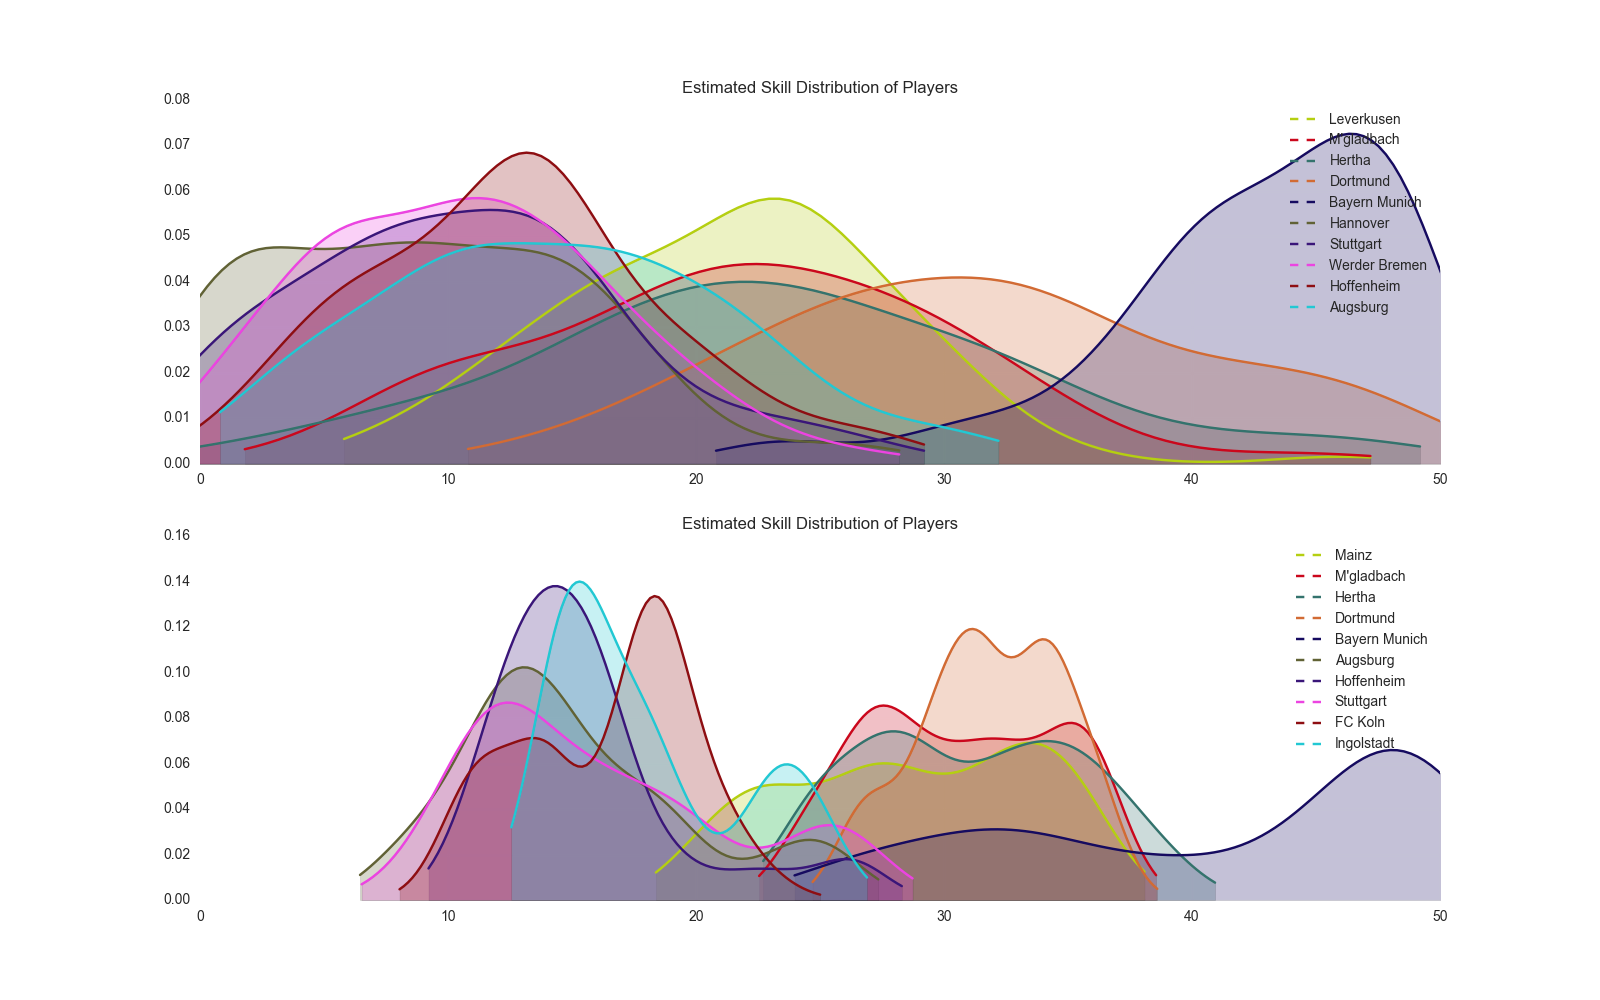 Estimated Skill Distribution of Players
0.08
0.07
0.06
0.05
0.04
0.03
0.02
0.01
0.00
0 10 20 30 40 50
Leverkusen
M'gladbach
Hertha
Dortmund
Bayern Munich
Hannover
Stuttgart
Werder Bremen
Hoffenheim
Augsburg
Estimated Skill Distribution of Players
0.16
0.14
0.12
0.10
0.08
0.06
0.04
0.02
0.00
0 10 20 30 40 50
Mainz
M'gladbach
Hertha
Dortmund
Bayern Munich
Augsburg
Hoffenheim
Stuttgart
FC Koln
Ingolstadt